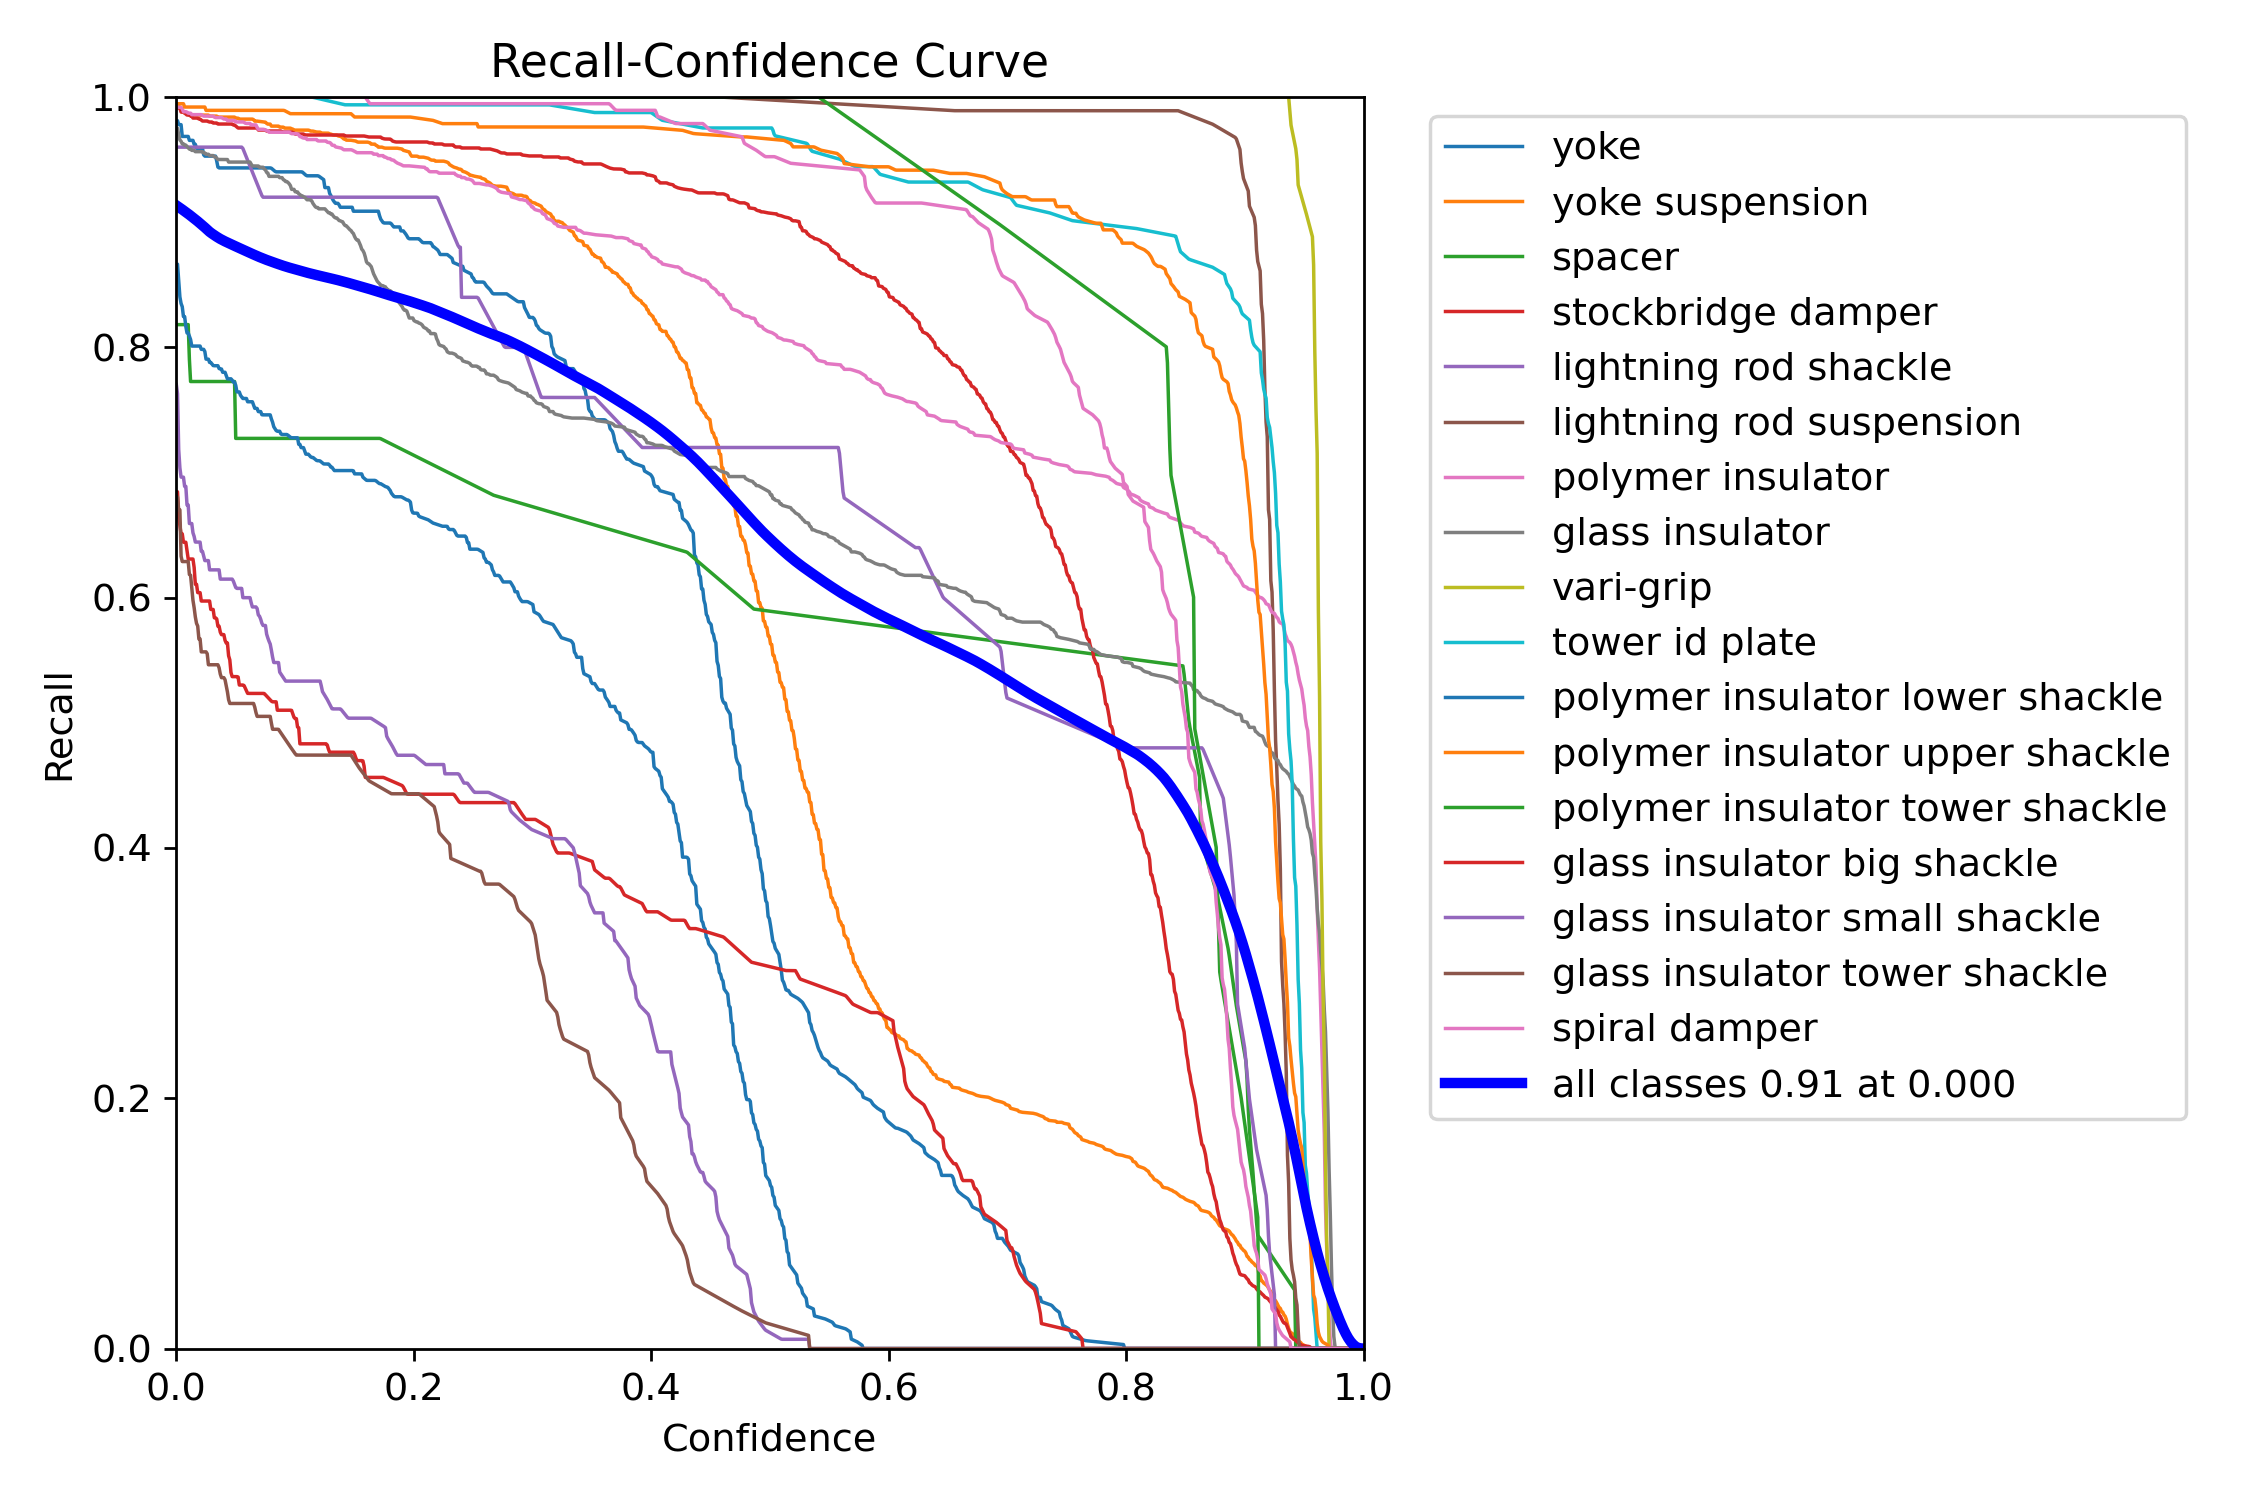 Recall-Confidence Curve
1.0
0.8
0.6
0.4
0.2
0.0
Recall
0.0 0.2 0.4 0.6 0.8 1.0
Confidence
yoke
yoke suspension
spacer
stockbridge damper
lightning rod shackle
lightning rod suspension
polymer insulator
glass insulator
vari-grip
tower id plate
polymer insulator lower shackle
polymer insulator upper shackle
polymer insulator tower shackle
glass insulator big shackle
glass insulator small shackle
glass insulator tower shackle
spiral damper
all classes 0.91 at 0.000